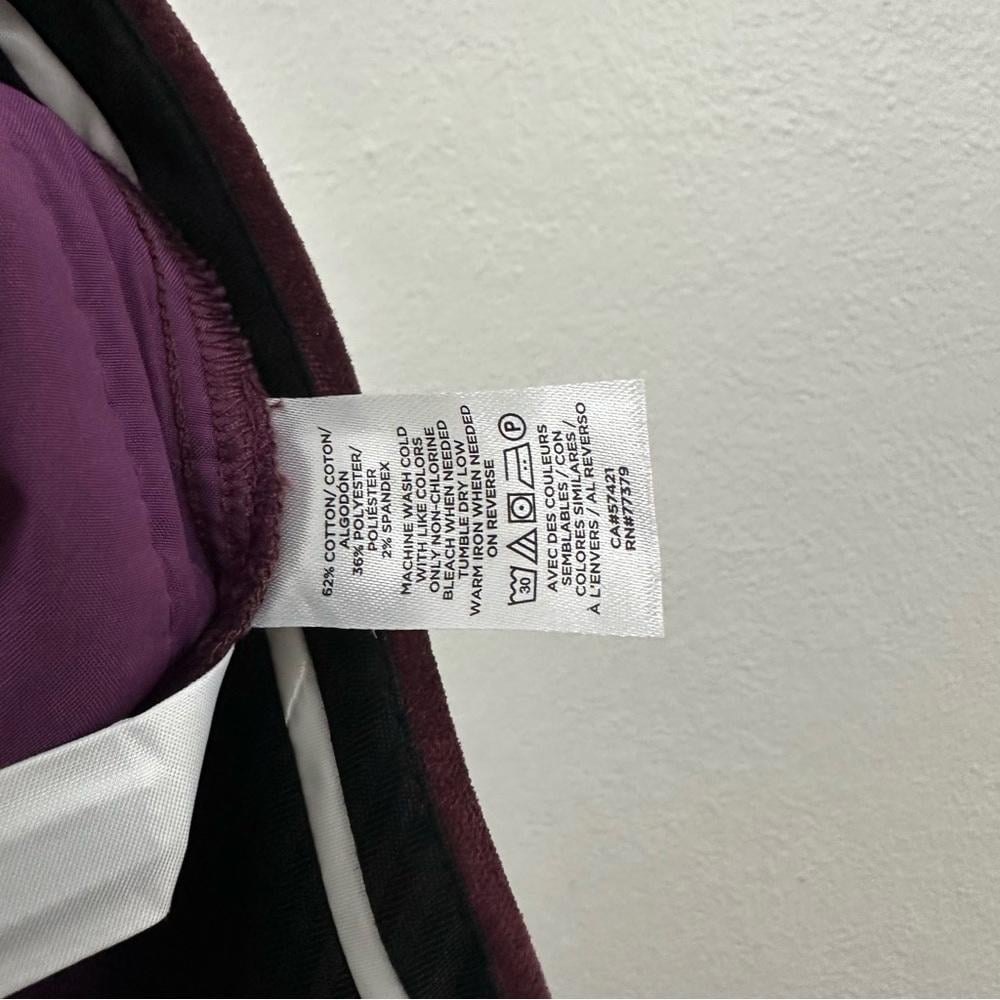 62% COTTON/ COTON/
ALGODÓN
36% POLYESTER/
POLIÉSTER
2% SPANDEX
MACHINE WASH COLD
WITH LIKE COLORS
ONLY NON-CHLORINE
BLEACH WHEN NEEDED
TUMBLE DRY LOW
WARM IRON WHEN NEEDED
ON REVERSE
30 P
AVEC DES COULEURS
SEMBLABLES / CON
COLORES SIMILARES /
À L'ENVERS / AL REVERSO
CA#57421
RN#77379